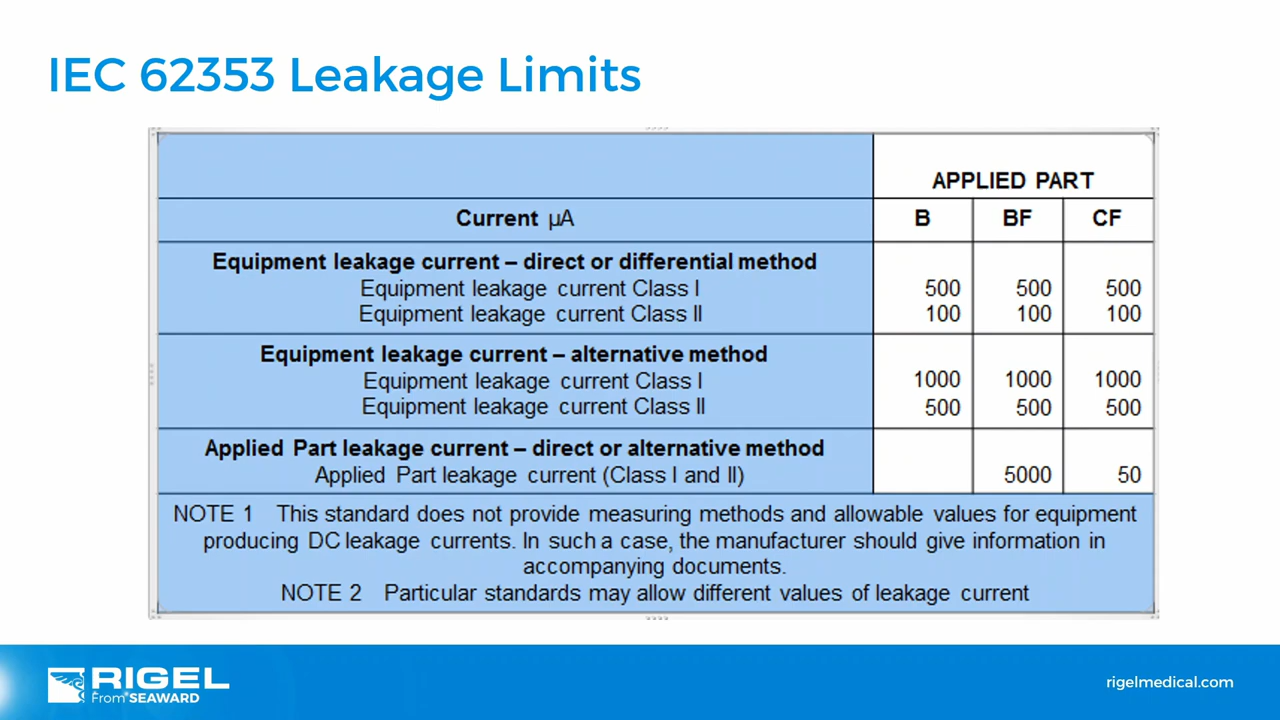 IEC 62353 Leakage Limits
APPLIED PART
Current µA B BF CF
Equipment leakage current – direct or differential method
Equipment leakage current Class I 500 500 500
Equipment leakage current Class II 100 100 100
Equipment leakage current – alternative method
Equipment leakage current Class I 1000 1000 1000
Equipment leakage current Class II 500 500 500
Applied Part leakage current – direct or alternative method
Applied Part leakage current (Class I and II) 5000 50
NOTE 1 This standard does not provide measuring methods and allowable values for equipment
producing DC leakage currents. In such a case, the manufacturer should give information in
accompanying documents.
NOTE 2 Particular standards may allow different values of leakage current
RIGEL
From SEAWARD
rigelmedical.com